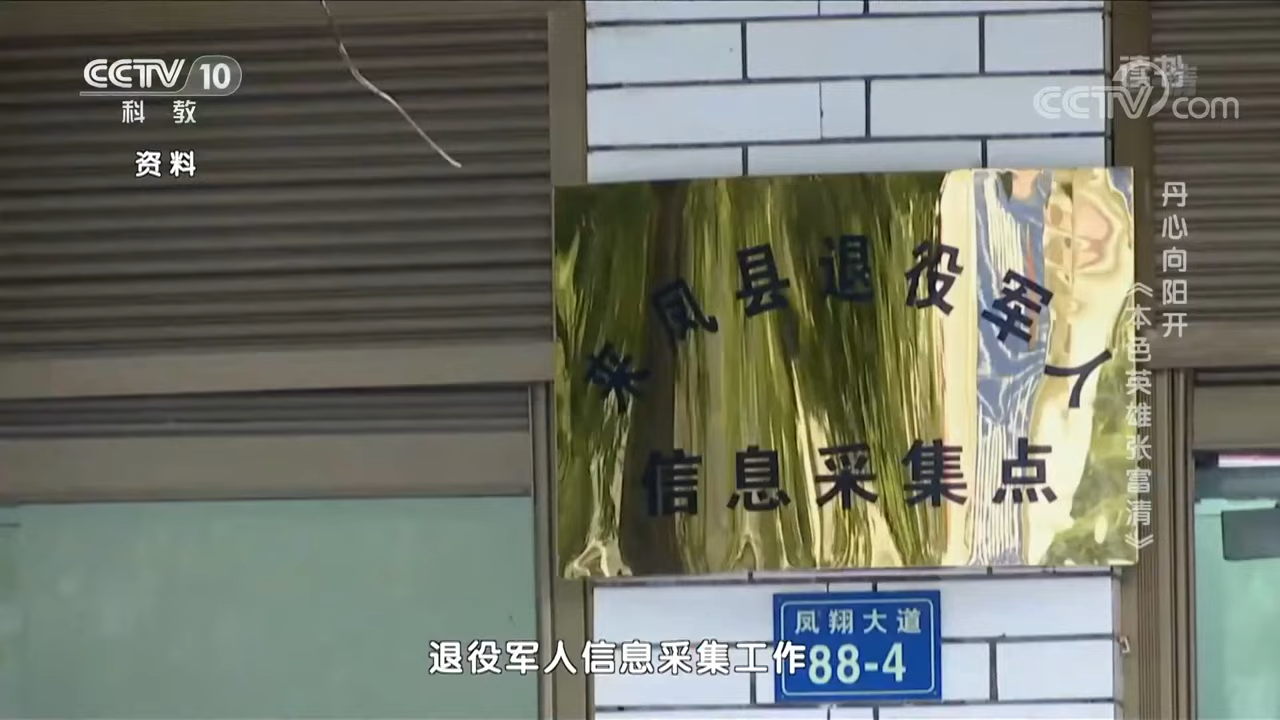 CCTV 10
科教
资料
读书
CCTV.com
丹心向阳开
《本色英雄张富清》
来凤县退役军人
信息采集点
凤翔大道
88-4
退役军人信息采集工作